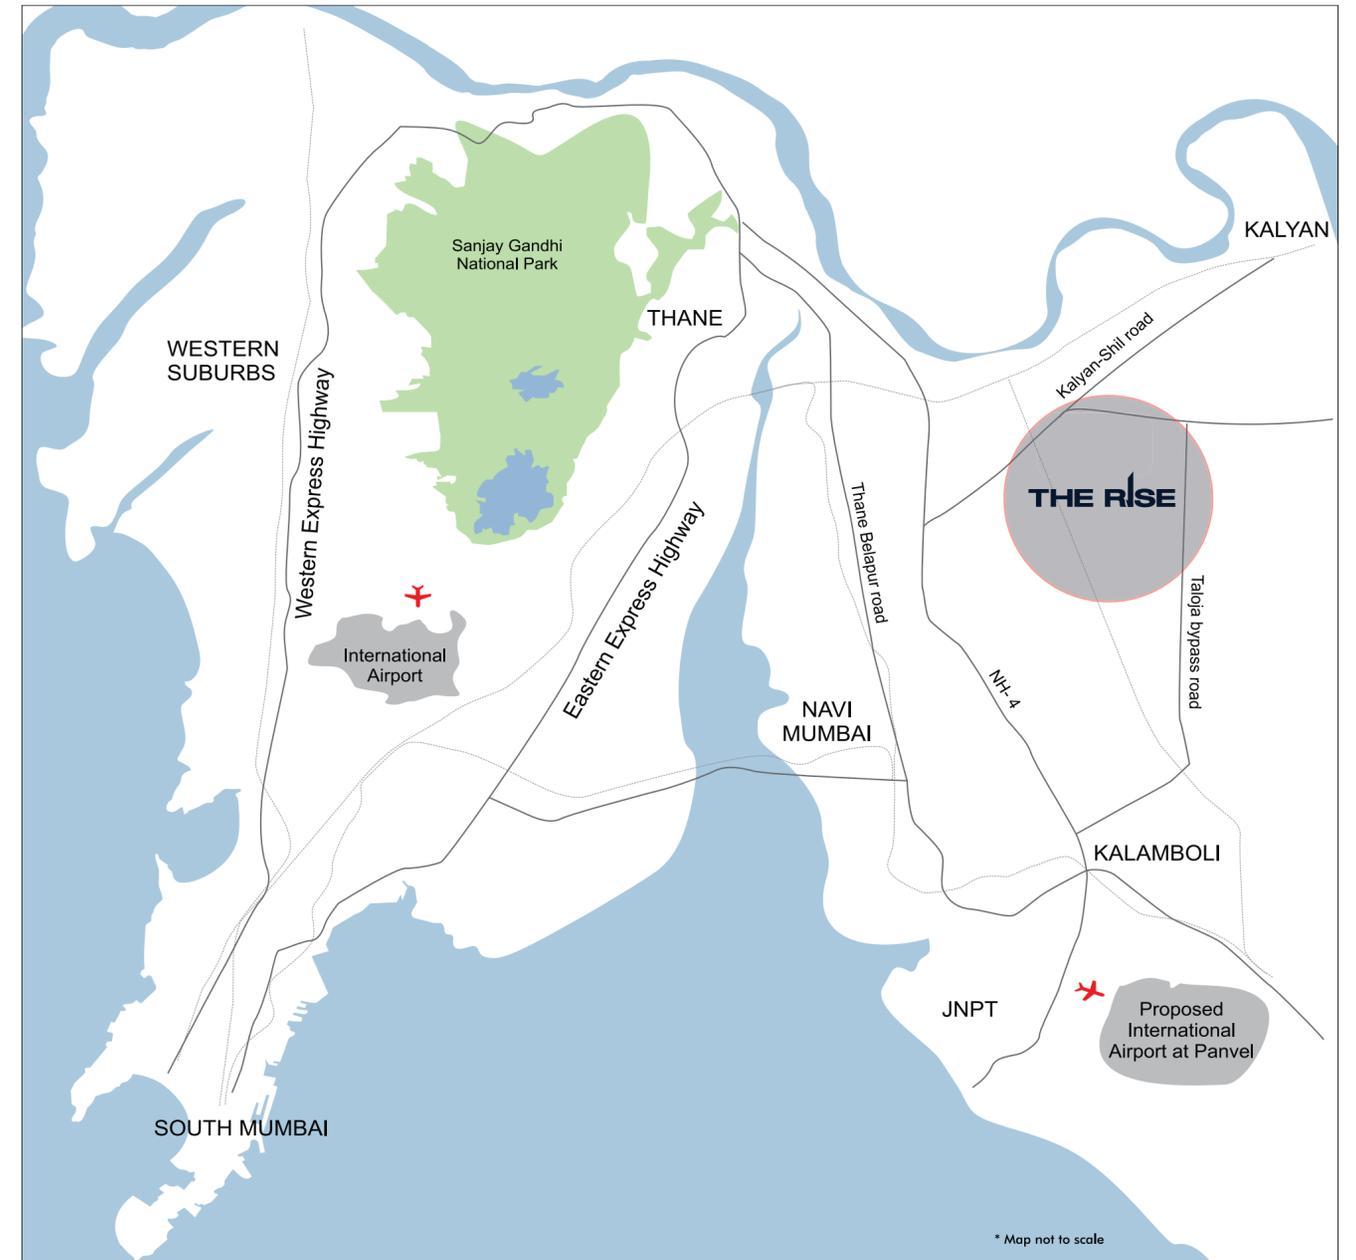 KALYAN
Sanjay Gandhi
National Park
THANE
Kalyan-Shil road
WESTERN
SUBURBS
Western Express Highway
THE RISE
Thane Belapur road
Eastern Express Highway
Taloja bypass road
International
Airport
NH- 4
NAVI
MUMBAI
KALAMBOLI
JNPT
Proposed
International
Airport at Panvel
SOUTH MUMBAI
* Map not to scale